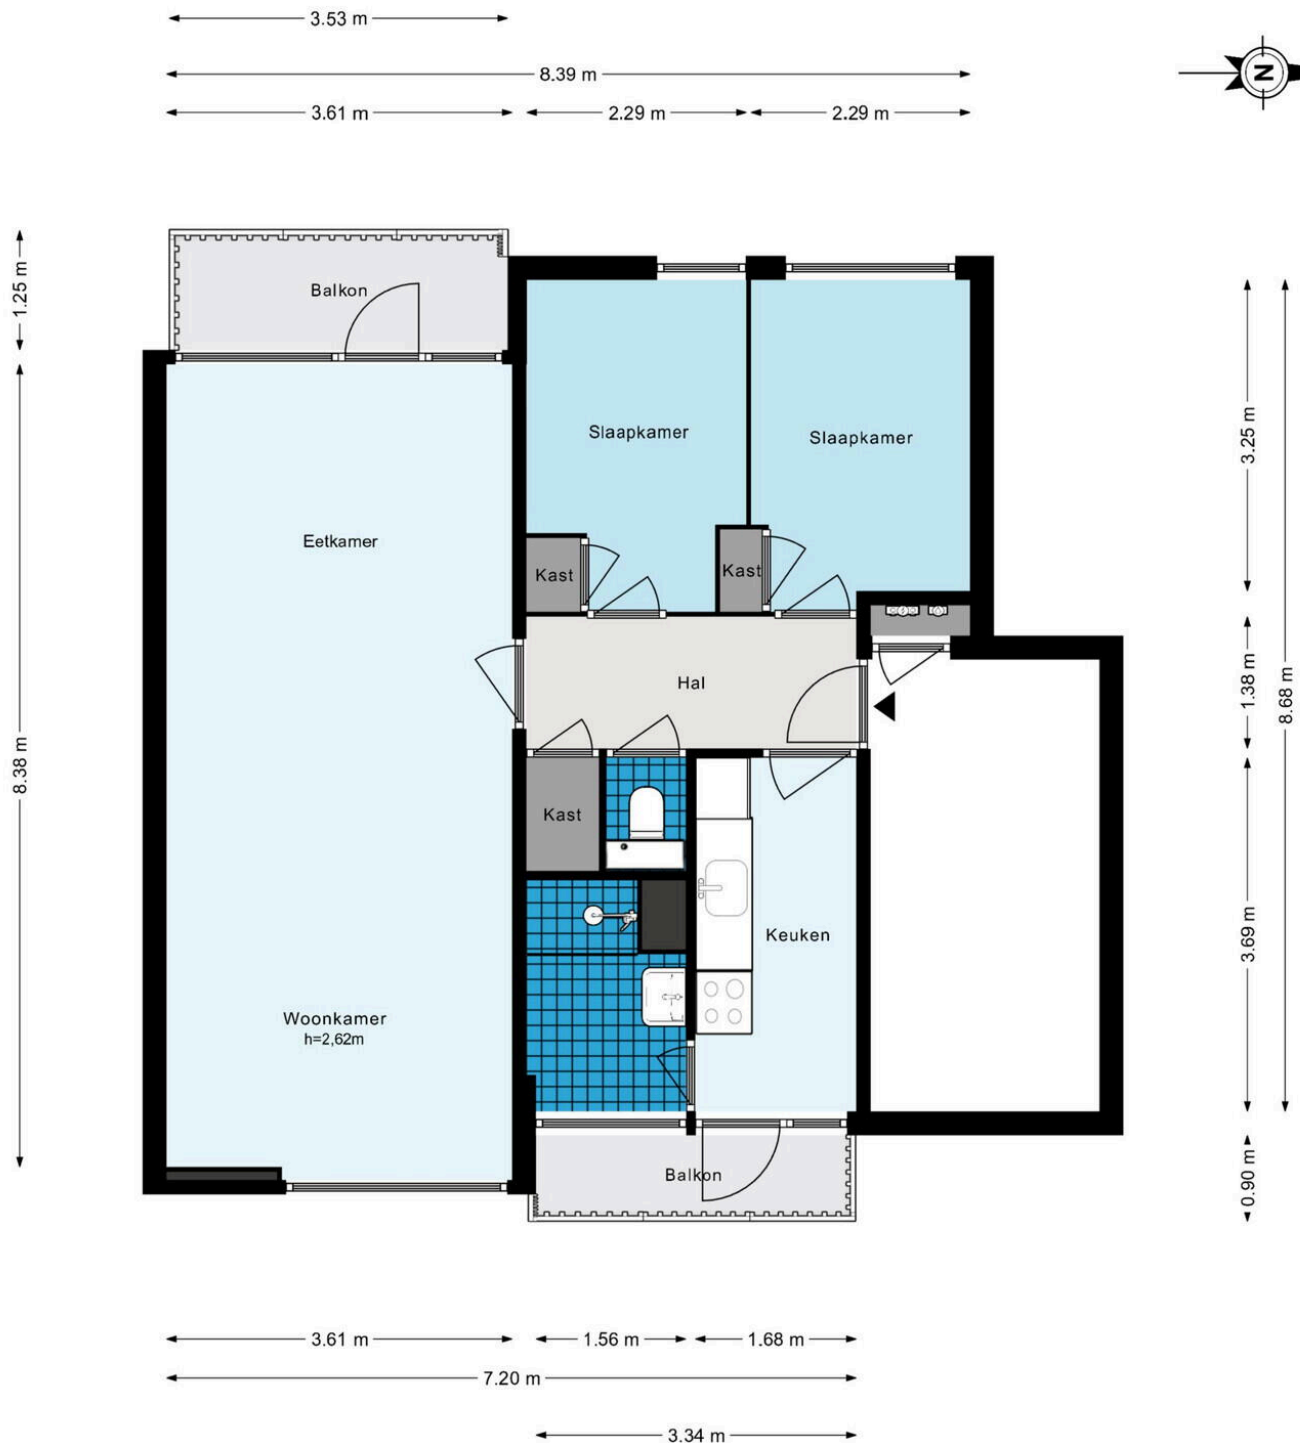 3.53 m
8.39 m
3.61 m
2.29 m
2.29 m
N
1.25 m
Balkon
Slaapkamer
Slaapkamer
3.25 m
Eetkamer
Kast
Kast
Hal
1.38 m
8.68 m
8.38 m
Kast
Keuken
3.69 m
Woonkamer
h=2,62m
Balkon
0.90 m
3.61 m
1.56 m
1.68 m
7.20 m
3.34 m